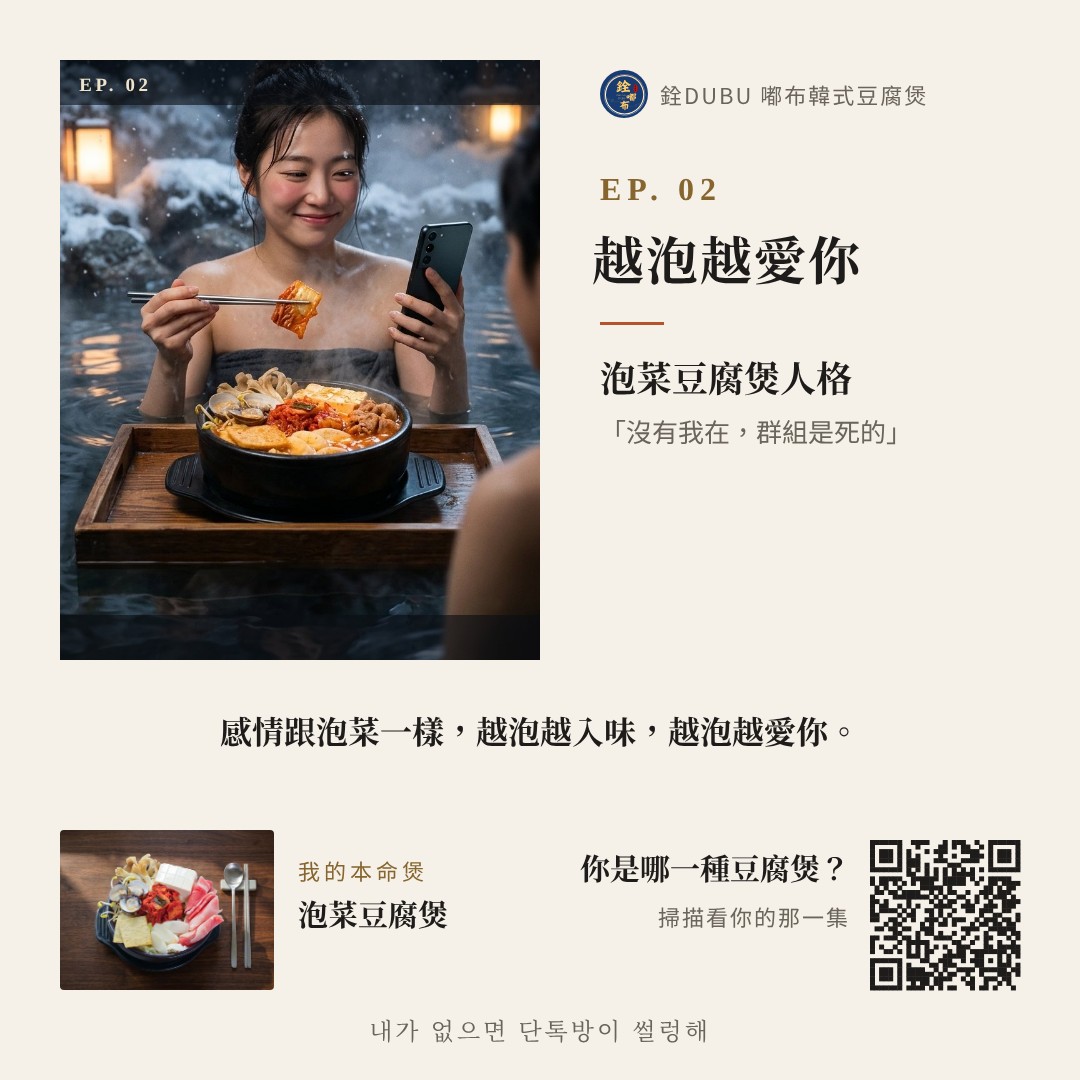 EP. 02
銓DUBU 嘟布韓式豆腐煲
EP. 02
越泡越愛你
泡菜豆腐煲人格
「沒有我在，群組是死的」
感情跟泡菜一樣，越泡越入味，越泡越愛你。
我的本命煲
泡菜豆腐煲
你是哪一種豆腐煲？
掃描看你的那一集
내가 없으면 단톡방이 썰렁해